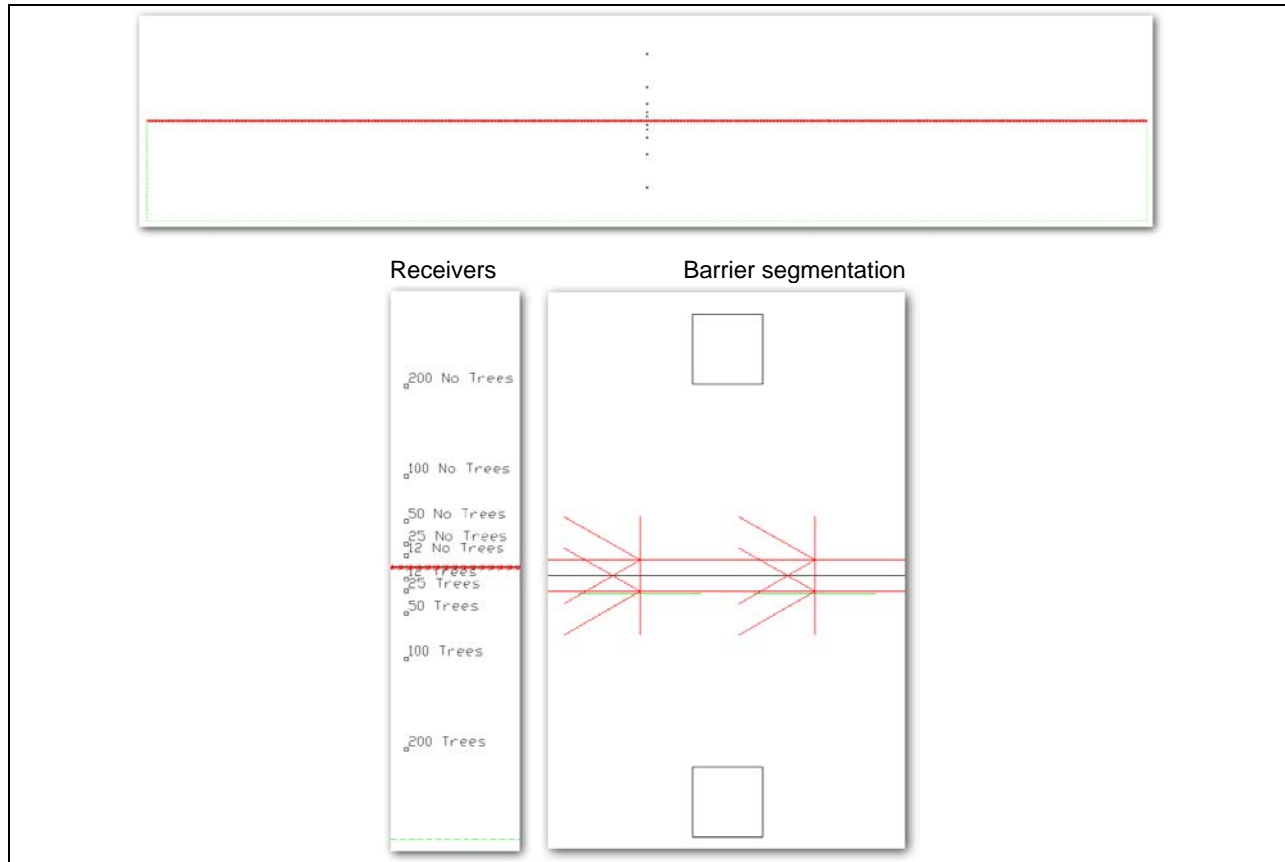 Receivers
Barrier segmentation
200 No Trees
100 No Trees
50 No Trees
25 No Trees
12 No Trees
12 Trees
25 Trees
50 Trees
100 Trees
200 Trees